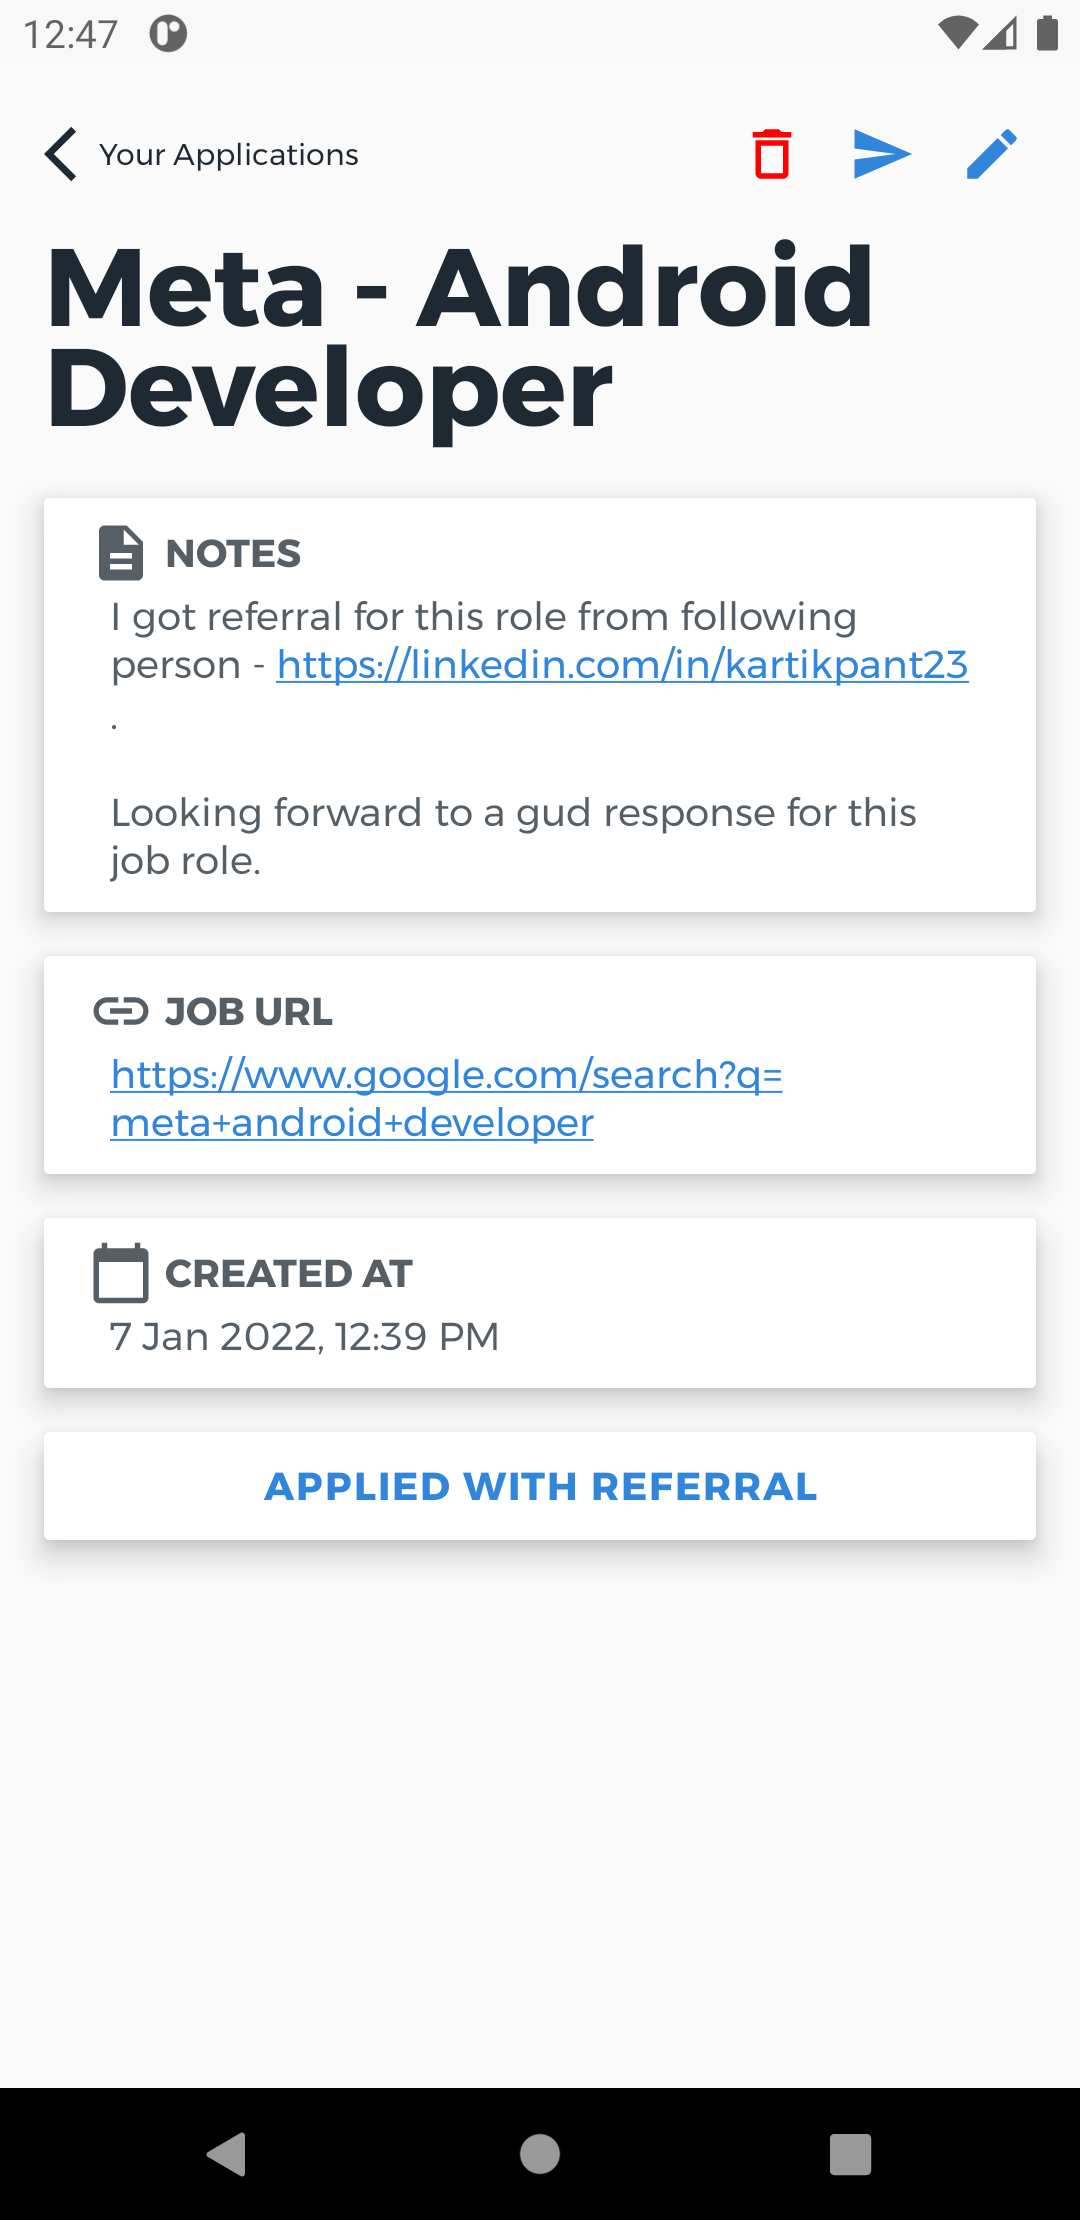 12:47
Your Applications
Meta - Android
Developer
NOTES
I got referral for this role from following
person - https://linkedin.com/in/kartikpant23
.
Looking forward to a gud response for this
job role.
JOB URL
https://www.google.com/search?q=
meta+android+developer
CREATED AT
7 Jan 2022, 12:39 PM
APPLIED WITH REFERRAL